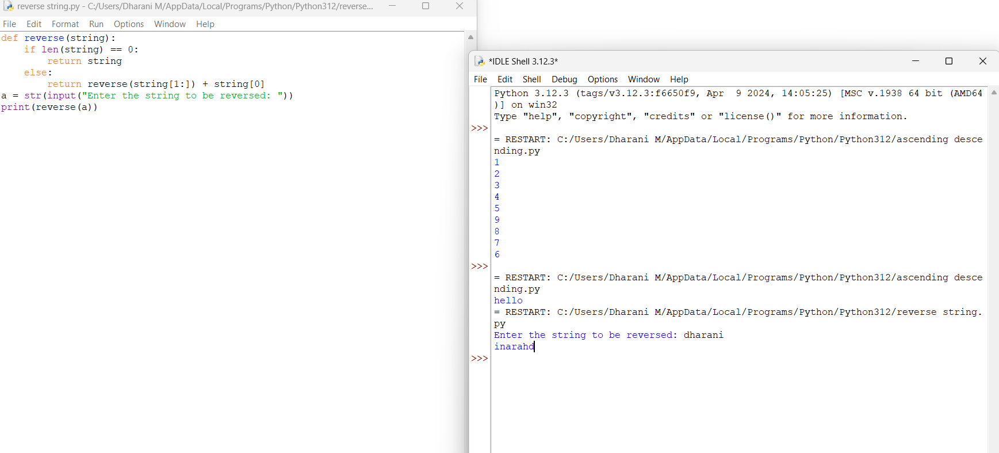 reverse string.py - C:/Users/Dharani M/AppData/Local/Programs/Python/Python312/reverse...
File Edit Format Run Options Window Help
def reverse(string):
    if len(string) == 0:
        return string
    else:
        return reverse(string[1:]) + string[0]
a = str(input("Enter the string to be reversed: "))
print(reverse(a))
*IDLE Shell 3.12.3*
File Edit Shell Debug Options Window Help
Python 3.12.3 (tags/v3.12.3:f6650f9, Apr  9 2024, 14:05:25) [MSC v.1938 64 bit (AMD64
)] on win32
Type "help", "copyright", "credits" or "license()" for more information.
>>>
= RESTART: C:/Users/Dharani M/AppData/Local/Programs/Python/Python312/ascending desce
nding.py
1
2
3
4
5
9
8
7
6
>>>
= RESTART: C:/Users/Dharani M/AppData/Local/Programs/Python/Python312/ascending desce
nding.py
hello
= RESTART: C:/Users/Dharani M/AppData/Local/Programs/Python/Python312/reverse string.
py
Enter the string to be reversed: dharani
inarahd
>>>